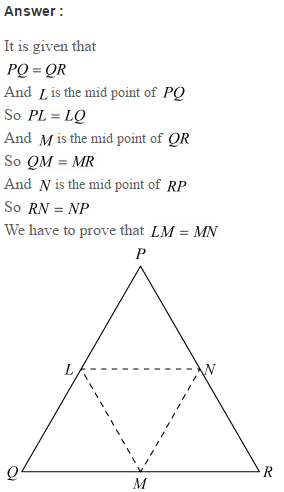 Answer :
It is given that
PQ = QR
And L is the mid point of PQ
So PL = LQ
And M is the mid point of QR
So QM = MR
And N is the mid point of RP
So RN = NP
We have to prove that LM = MN
P
L
N
Q
M
R